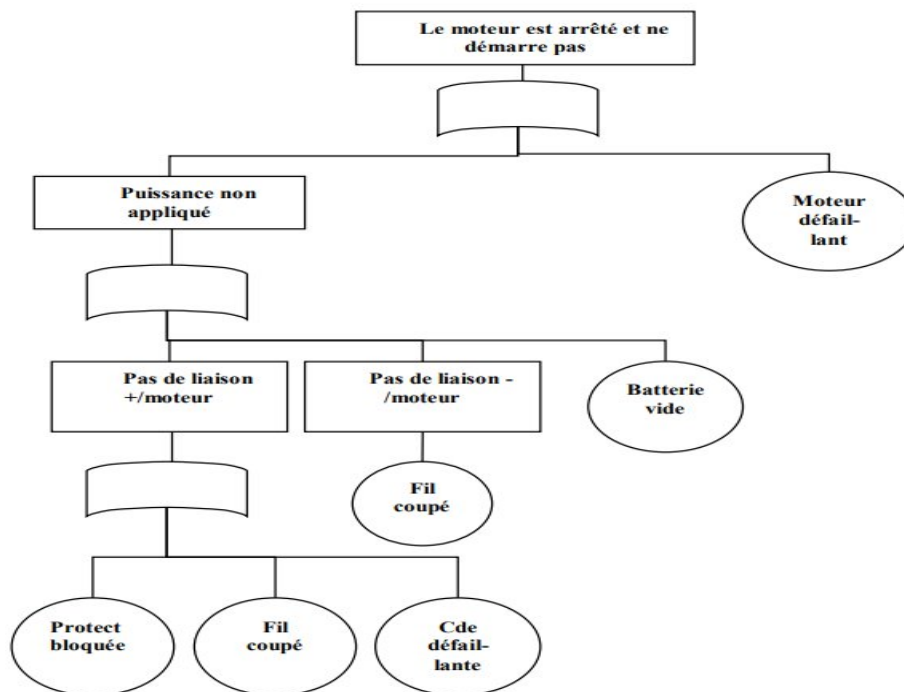 Le moteur est arrêté et ne
démarre pas
Puissance non
appliqué
Moteur
défail-
lant
Pas de liaison
+/moteur
Pas de liaison -
/moteur
Batterie
vide
Fil
coupé
Protect
bloquée
Fil
coupé
Cde
défail-
lante